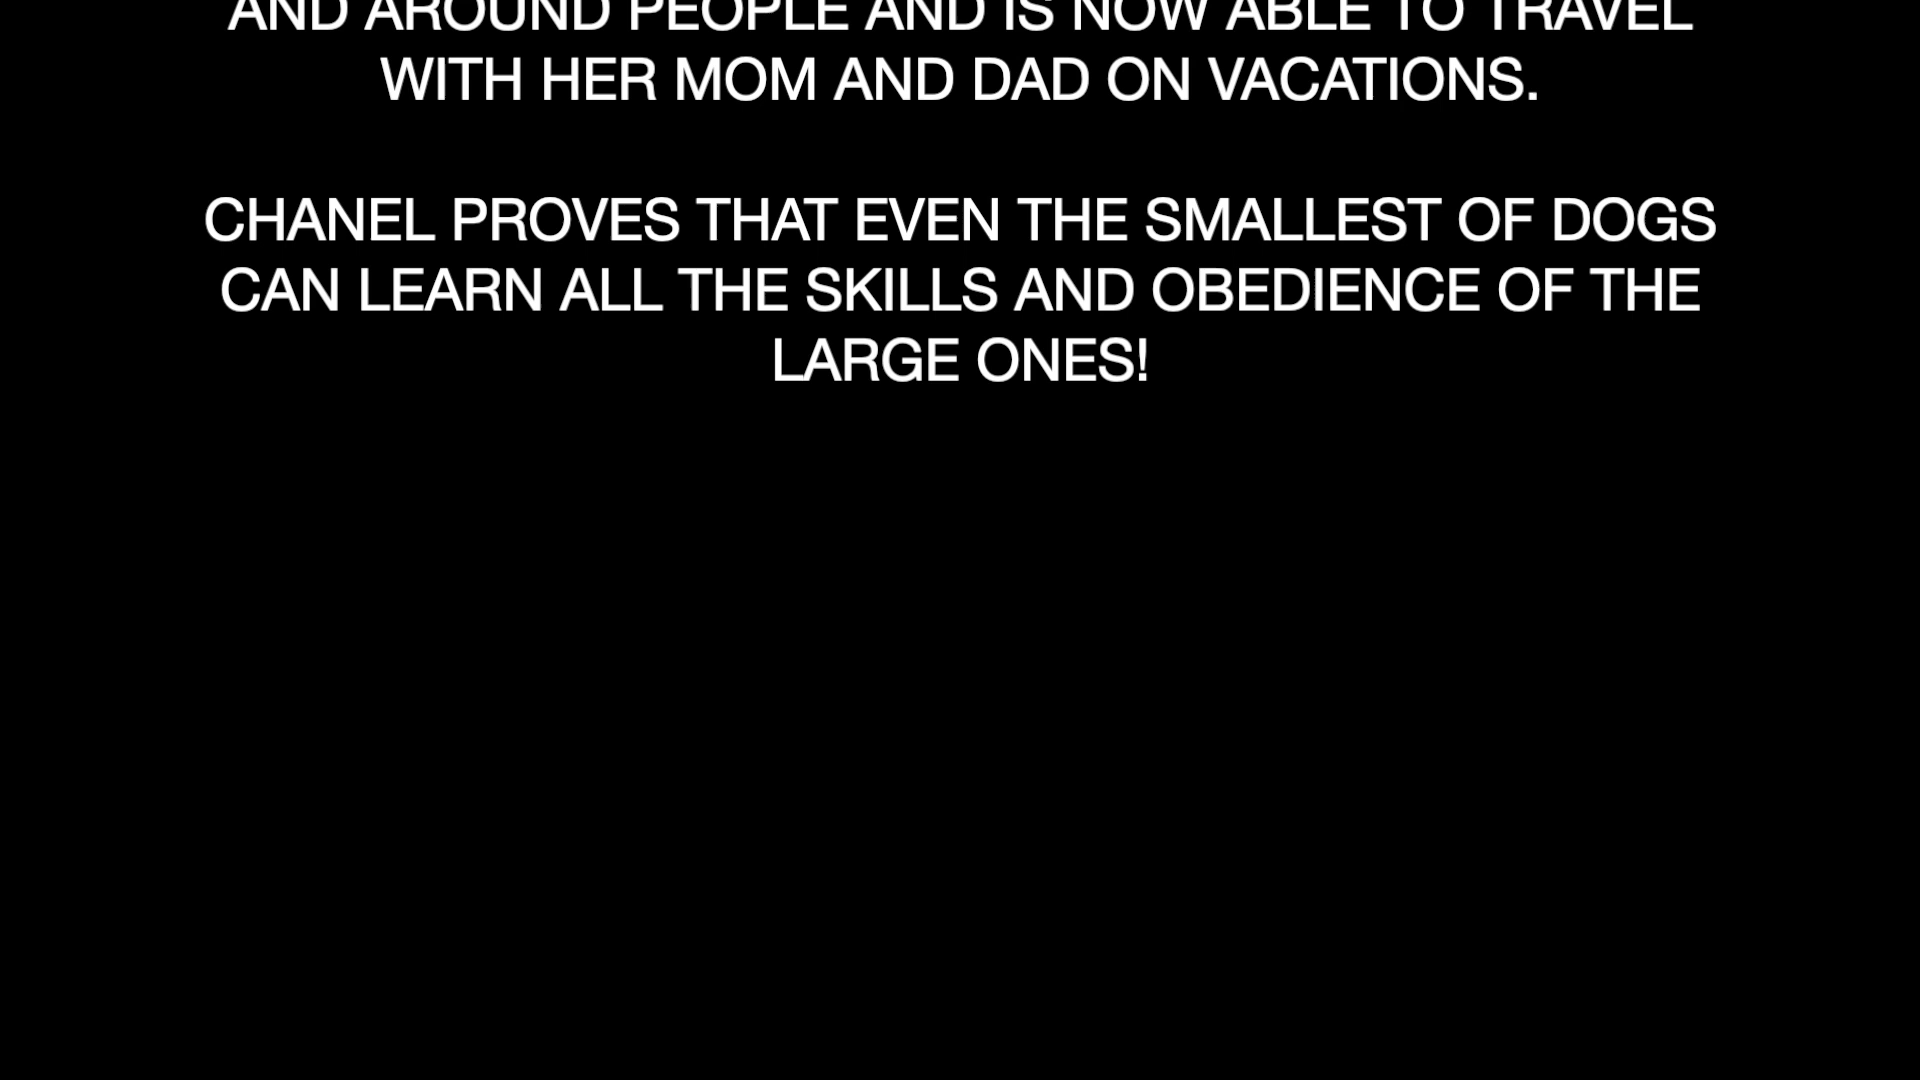 AND AROUND PEOPLE AND IS NOW ABLE TO TRAVEL
WITH HER MOM AND DAD ON VACATIONS.
CHANEL PROVES THAT EVEN THE SMALLEST OF DOGS
CAN LEARN ALL THE SKILLS AND OBEDIENCE OF THE
LARGE ONES!